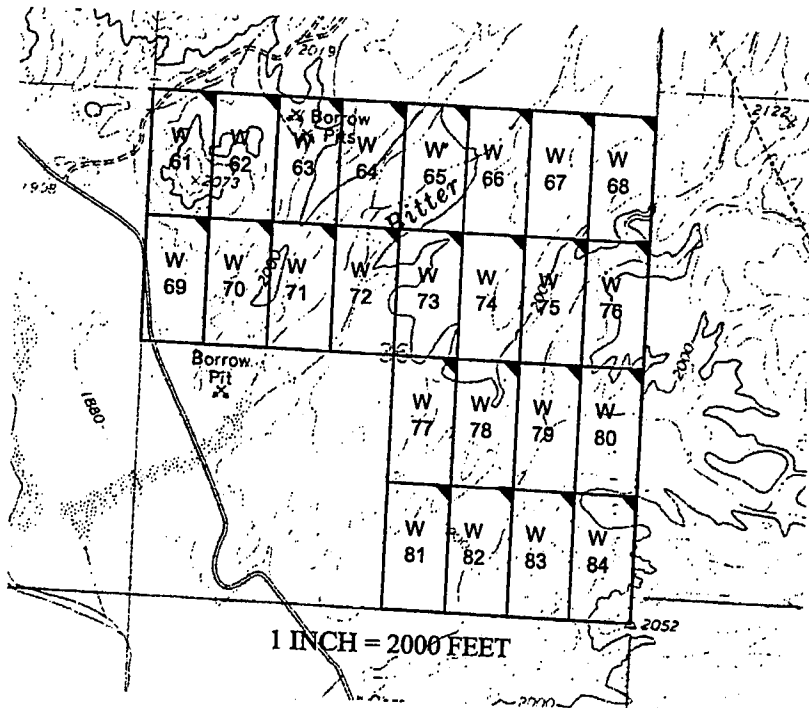 2019
Borrow
Pits
2122
W 61
W 62
W 63
W 64
W 65
W 66
W 67
W 68
2073
Bitter
W 69
W 70
W 71
W 72
W 73
W 74
W 75
W 76
2000
Borrow
Pit
2000
1880
W 77
W 78
W 79
W 80
W 81
W 82
W 83
W 84
2052
1 INCH = 2000 FEET
2000